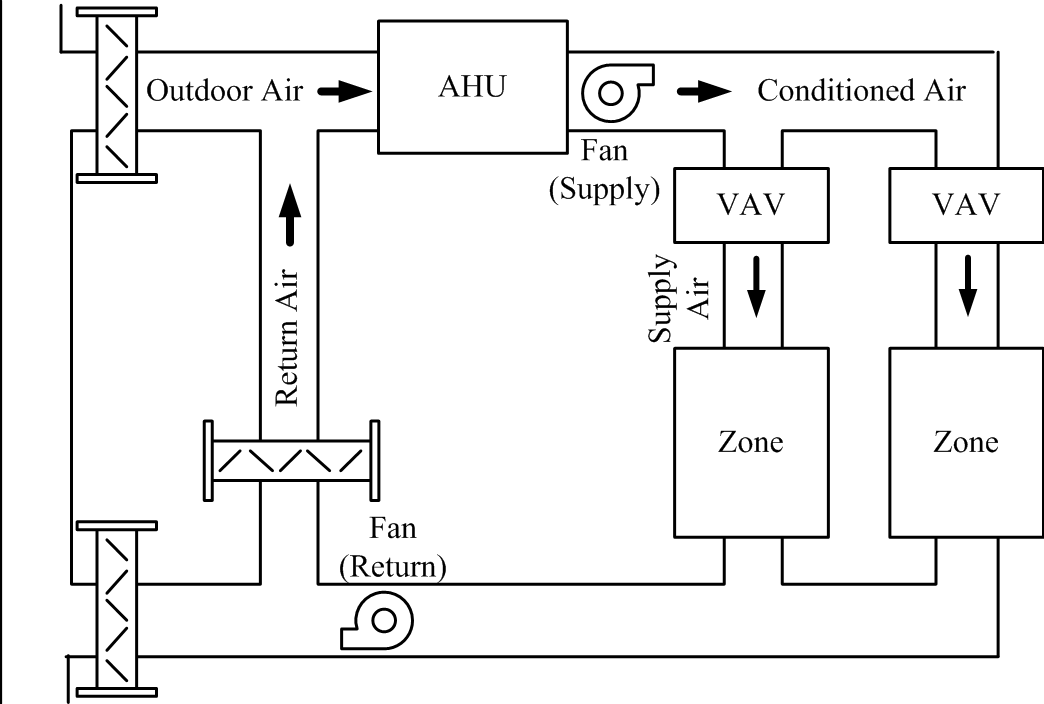 Outdoor Air
AHU
Conditioned Air
Fan
(Supply)
VAV
VAV
Supply
Air
Return Air
Zone
Zone
Fan
(Return)